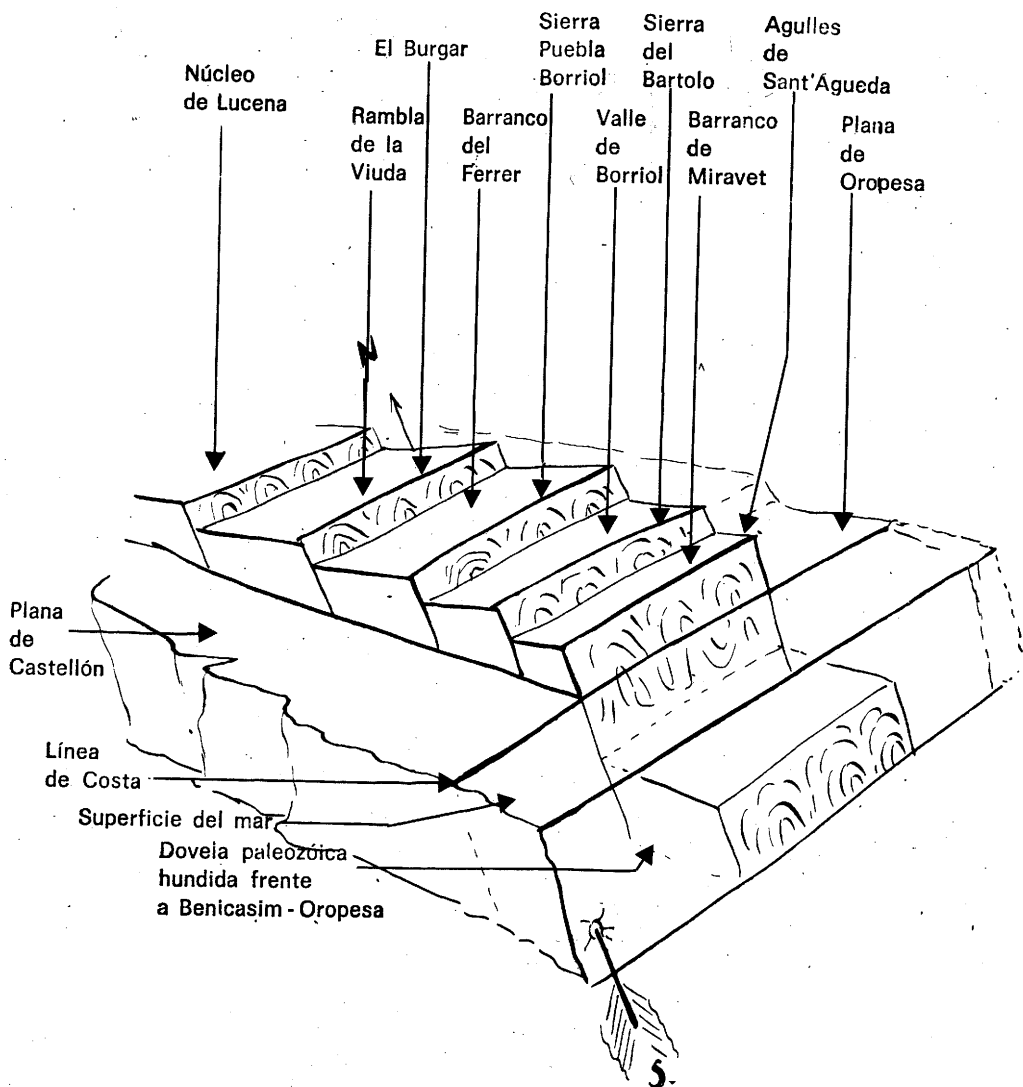 Núcleo
de Lucena
El Burgar
Rambla
de la
Viuda
Barranco
del
Ferrer
Sierra
Puebla
Borriol
Valle
de
Borriol
Sierra
del
Bartolo
Barranco
de
Miravet
Agulles
de
Sant'Águeda
Plana
de
Oropesa
N
Plana
de
Castellón
Línea
de Costa
Superficie del mar
Dovela paleozóica
hundida frente
a Benicasim - Oropesa
S.